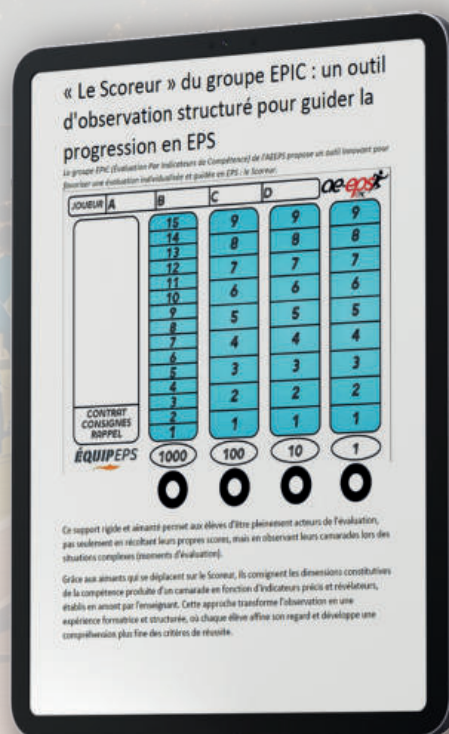 « Le Scoreur » du groupe EPIC : un outil
d'observation structuré pour guider la
progression en EPS
Le groupe EPIC (Évaluation Par Indicateurs de Compétence) de l'AEEPS propose un outil innovant pour
favoriser une évaluation individualisée et guidée en EPS : le Scoreur.
JOUEUR A B C D ae-eps
15 9 9 9
14 8 8 8
13 7 7 7
12 6 6 6
11 5 5 5
10 4 4 4
9 3 3 3
8 2 2 2
7 1 1 1
6
5
4
3
2
1
CONTRAT
CONSIGNES
RAPPEL
ÉQUIPEPS 1000 100 10 1
Ce support rigide et aimanté permet aux élèves d'être pleinement acteurs de l'évaluation,
pas seulement en récoltant leurs propres scores, mais en observant leurs camarades lors des
situations complexes (moments d'évaluation).
Grâce aux aimants qui se déplacent sur le Scoreur, ils consignent les dimensions constitutives
de la compétence produite d'un camarade en fonction d'indicateurs précis et révélateurs,
établis en amont par l'enseignant. Cette approche transforme l'observation en une
expérience formatrice et structurée, où chaque élève affine son regard et développe une
compréhension plus fine des critères de réussite.